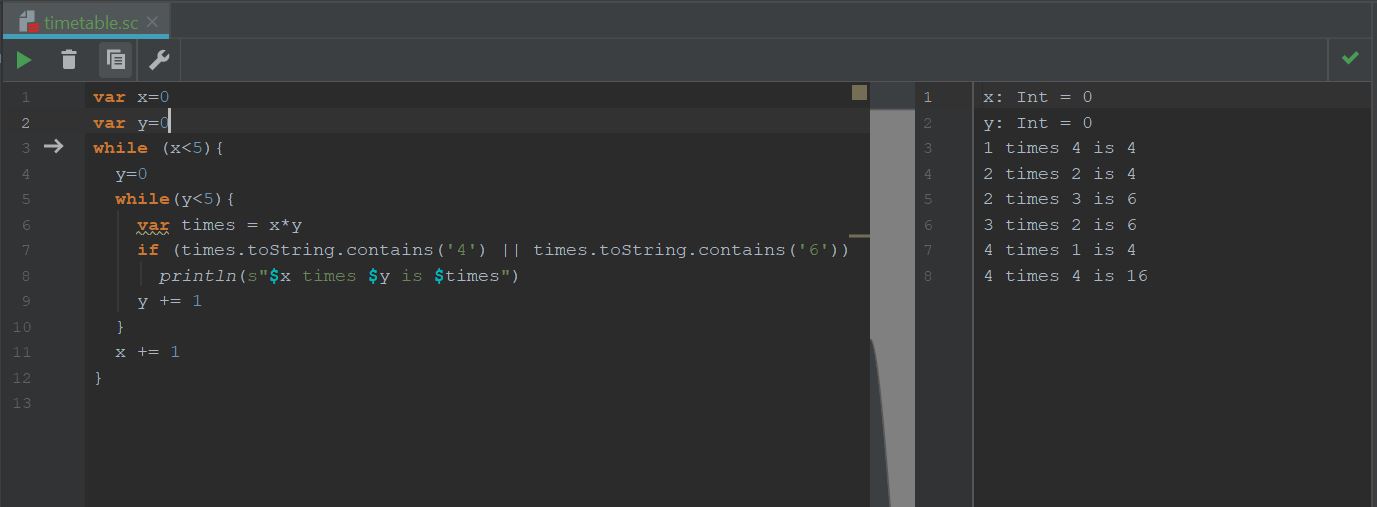 timetable.sc
1 var x=0
2 var y=0
3 while (x<5){
4 y=0
5 while(y<5){
6 var times = x*y
7 if (times.toString.contains('4') || times.toString.contains('6'))
8 println(s"$x times $y is $times")
9 y += 1
10 }
11 x += 1
12 }
13
1 x: Int = 0
2 y: Int = 0
3 1 times 4 is 4
4 2 times 2 is 4
5 2 times 3 is 6
6 3 times 2 is 6
7 4 times 1 is 4
8 4 times 4 is 16